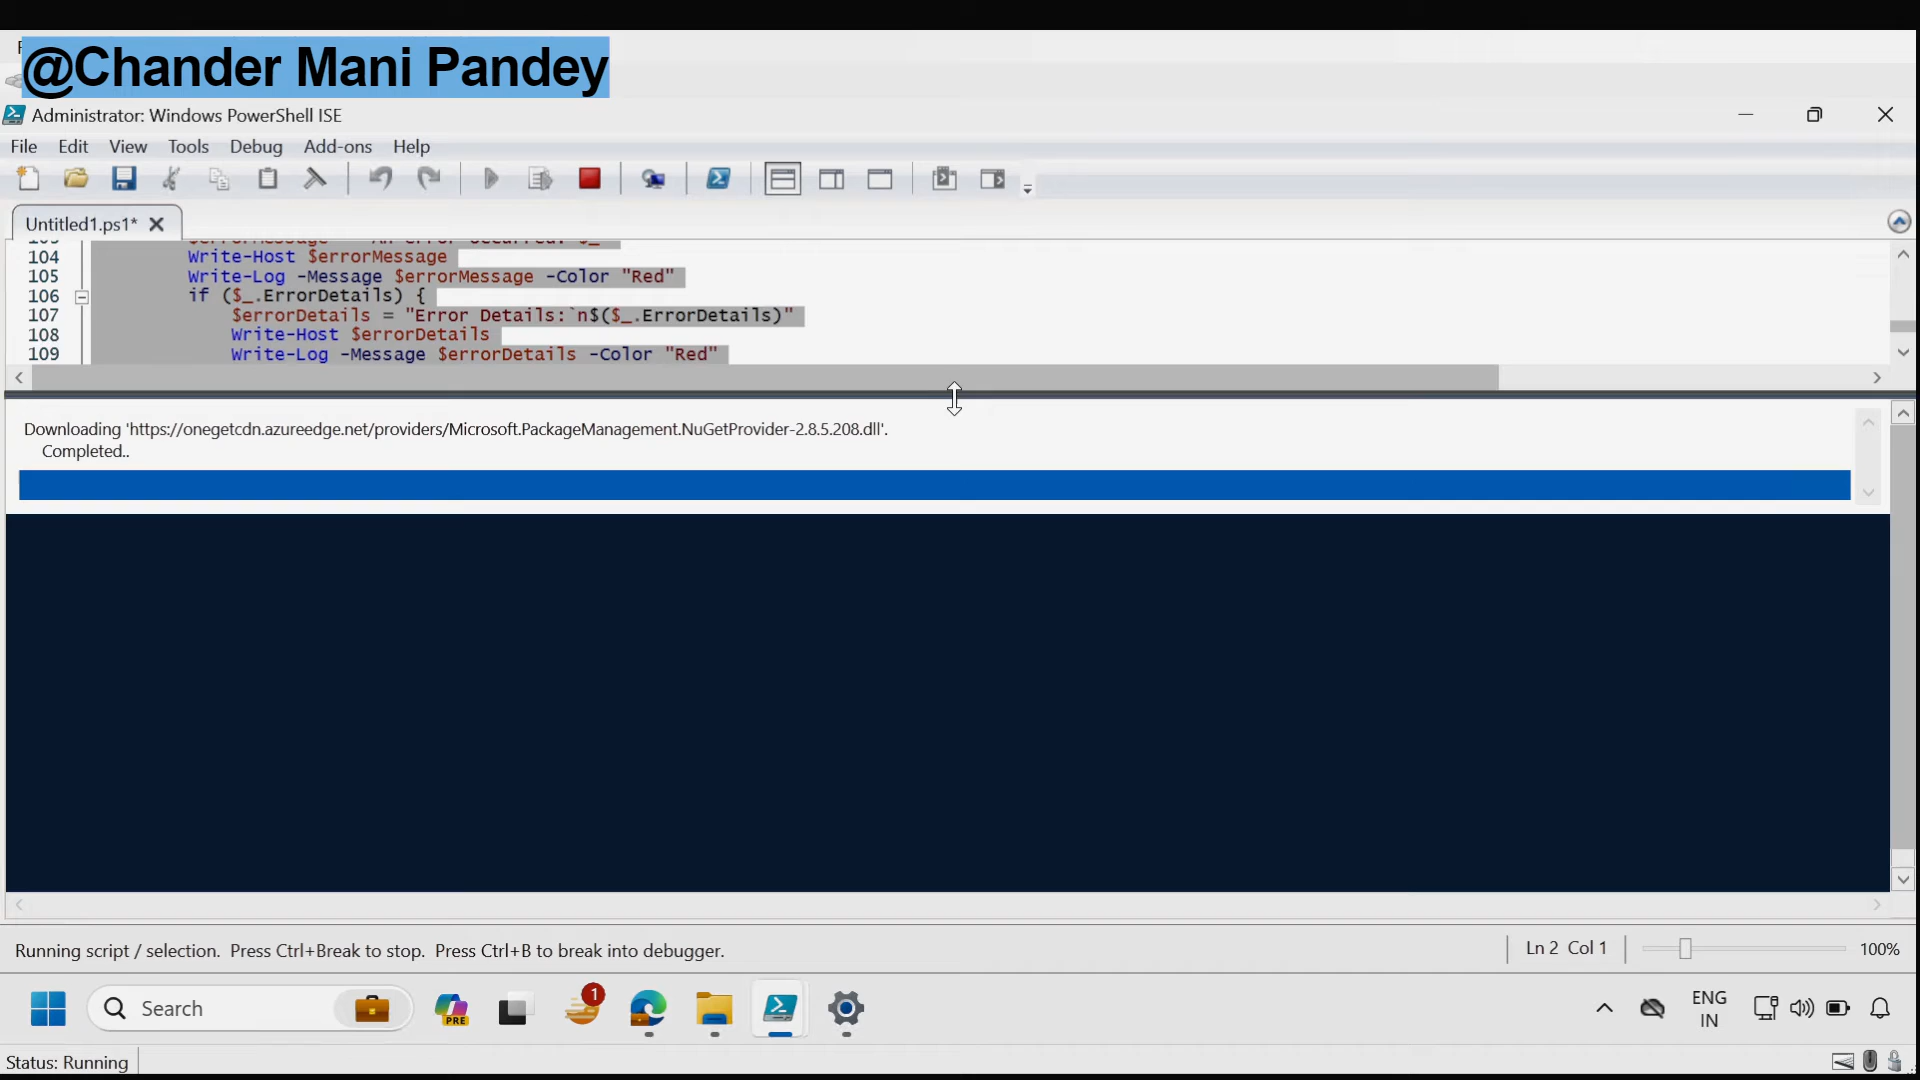 @Chander Mani Pandey
Administrator: Windows PowerShell ISE
File Edit View Tools Debug Add-ons Help
Untitled1.ps1*
104 Write-Host $errorMessage
105 Write-Log -Message $errorMessage -Color "Red"
106 if ($_.ErrorDetails) {
107 $errorDetails = "Error Details:`n$($_.ErrorDetails)"
108 Write-Host $errorDetails
109 Write-Log -Message $errorDetails -Color "Red"
Downloading 'https://onegetcdn.azureedge.net/providers/Microsoft.PackageManagement.NuGetProvider-2.8.5.208.dll'.
Completed..
Running script / selection. Press Ctrl+Break to stop. Press Ctrl+B to break into debugger.
Ln 2 Col 1
100%
Search
PRE
1
ENG
IN
Status: Running